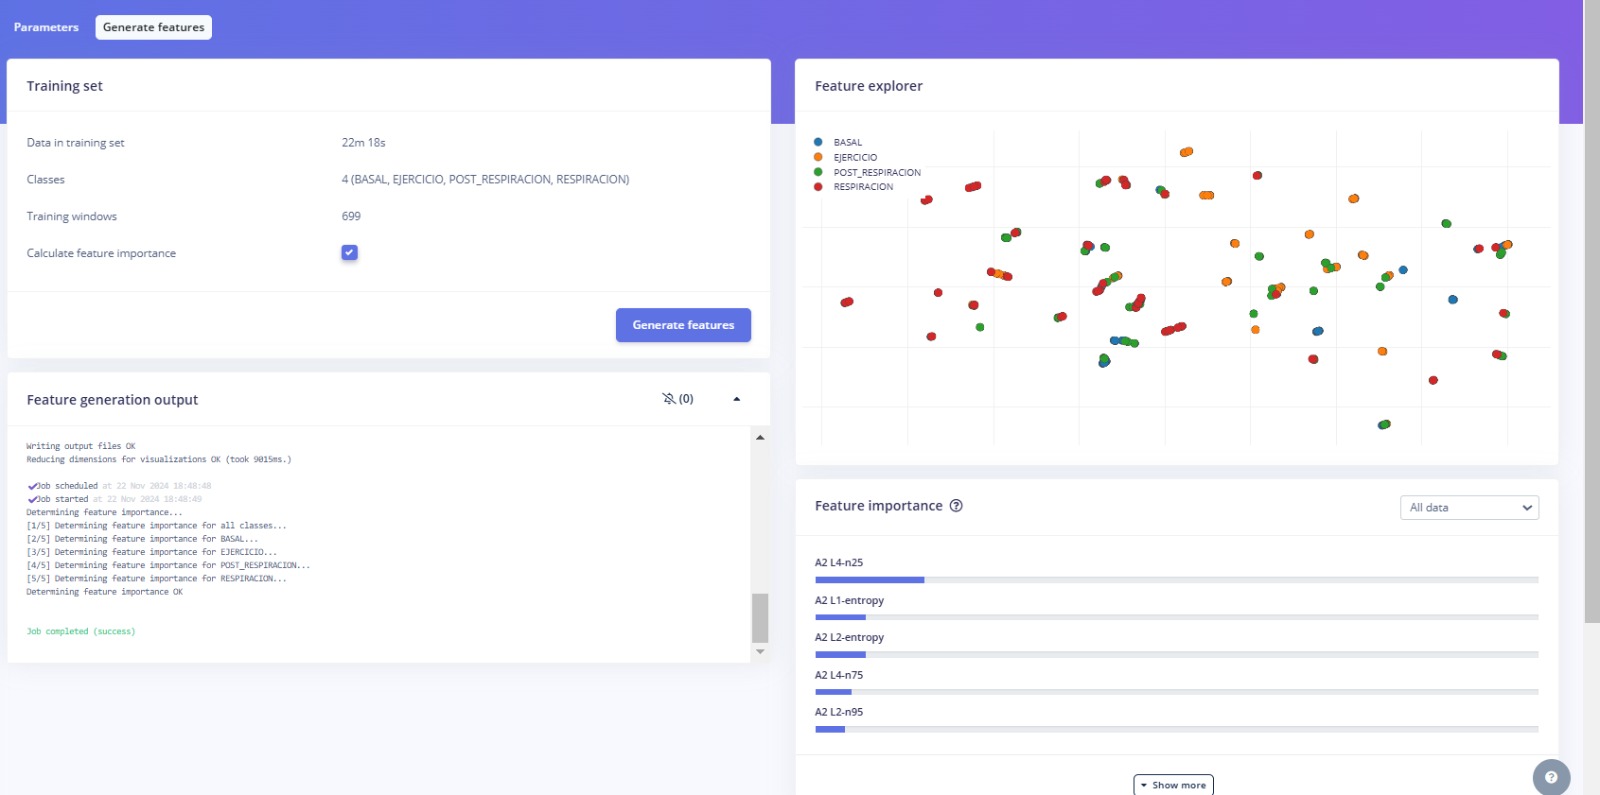 Parameters
Generate features
Training set
Data in training set 22m 18s
Classes 4 (BASAL, EJERCICIO, POST_RESPIRACION, RESPIRACION)
Training windows 699
Calculate feature importance
Generate features
Feature generation output (0)
Writing output files OK
Reducing dimensions for visualizations OK (took 9015ms.)
Job scheduled at 22 Nov 2024 18:48:48
Job started at 22 Nov 2024 18:48:49
Determining feature importance...
[1/5] Determining feature importance for all classes...
[2/5] Determining feature importance for BASAL...
[3/5] Determining feature importance for EJERCICIO...
[4/5] Determining feature importance for POST_RESPIRACION...
[5/5] Determining feature importance for RESPIRACION...
Determining feature importance OK
Job completed (success)
Feature explorer
BASAL
EJERCICIO
POST_RESPIRACION
RESPIRACION
Feature importance ?
All data
A2 L4-n25
A2 L1-entropy
A2 L2-entropy
A2 L4-n75
A2 L2-n95
Show more
?